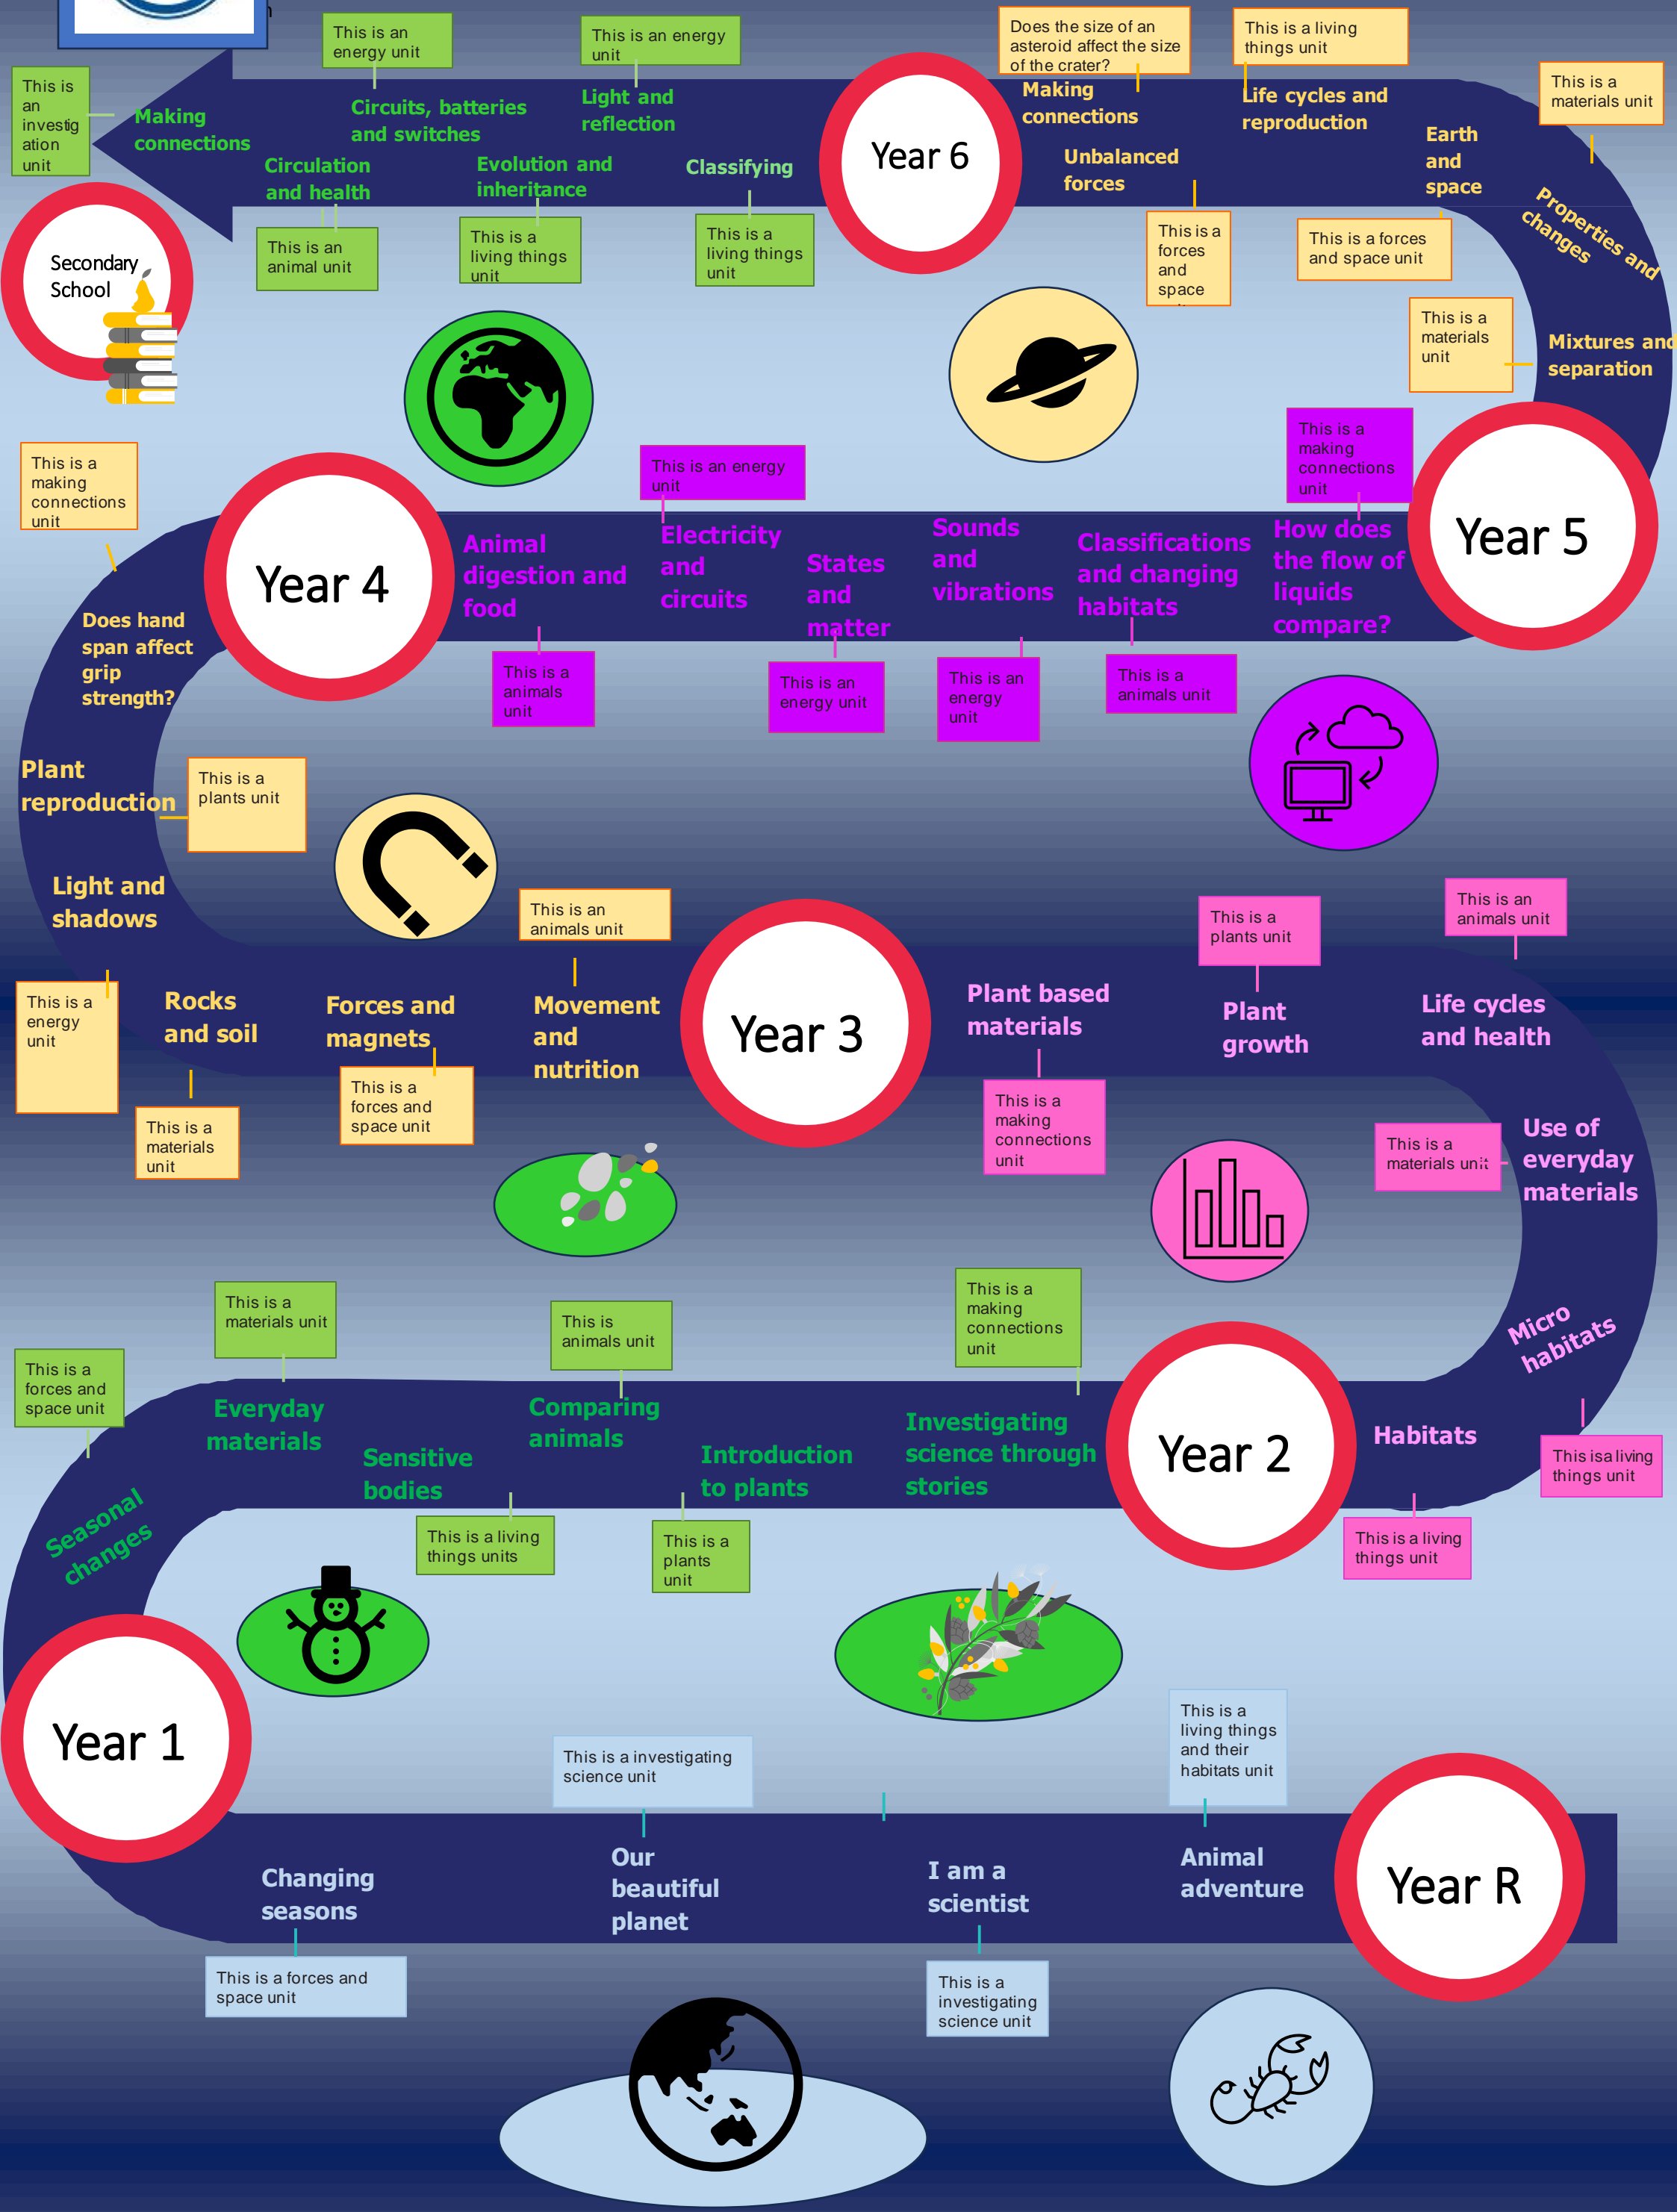 This is an
energy unit
This is an energy
unit
Does the size of an
asteroid affect the size
of the crater?
This is a living
things unit
This is
an
investig
ation
unit
This is a
materials unit
Making
connections
Circuits, batteries
and switches
Light and
reflection
Making
connections
Life cycles and
reproduction
Earth
and
space
Circulation
and health
Evolution and
inheritance
Classifying
Year 6
Unbalanced
forces
Properties and
changes
This is an
animal unit
This is a
living things
unit
This is a
living things
unit
This is a
forces
and
space
This is a forces
and space unit
Secondary
School
This is a
materials
unit
Mixtures and
separation
This is a
making
connections
unit
This is an energy
unit
This is a
making
connections
unit
Year 4
Animal
digestion and
food
Electricity
and
circuits
States
and
matter
Sounds
and
vibrations
Classifications
and changing
habitats
How does
the flow of
liquids
compare?
Year 5
Does hand
span affect
grip
strength?
This is a
animals
unit
This is an
energy unit
This is an
energy
unit
This is a
animals unit
Plant
reproduction
This is a
plants unit
Light and
shadows
This is an
animals unit
This is a
plants unit
This is an
animals unit
This is a
energy
unit
Rocks
and soil
Forces and
magnets
Movement
and
nutrition
Year 3
Plant based
materials
Plant
growth
Life cycles
and health
This is a
materials
unit
This is a
forces and
space unit
This is a
making
connections
unit
This is a
materials unit
Use of
everyday
materials
This is a
materials unit
This is
animals unit
This is a
making
connections
unit
Micro
habitats
This is a
forces and
space unit
Everyday
materials
Sensitive
bodies
Comparing
animals
Introduction
to plants
Investigating
science through
stories
Year 2
Habitats
This is a living
things unit
Seasonal
changes
This is a living
things units
This is a
plants
unit
This is a living
things unit
Year 1
This is a investigating
science unit
This is a
living things
and their
habitats unit
Changing
seasons
Our
beautiful
planet
I am a
scientist
Animal
adventure
Year R
This is a forces and
space unit
This is a
investigating
science unit